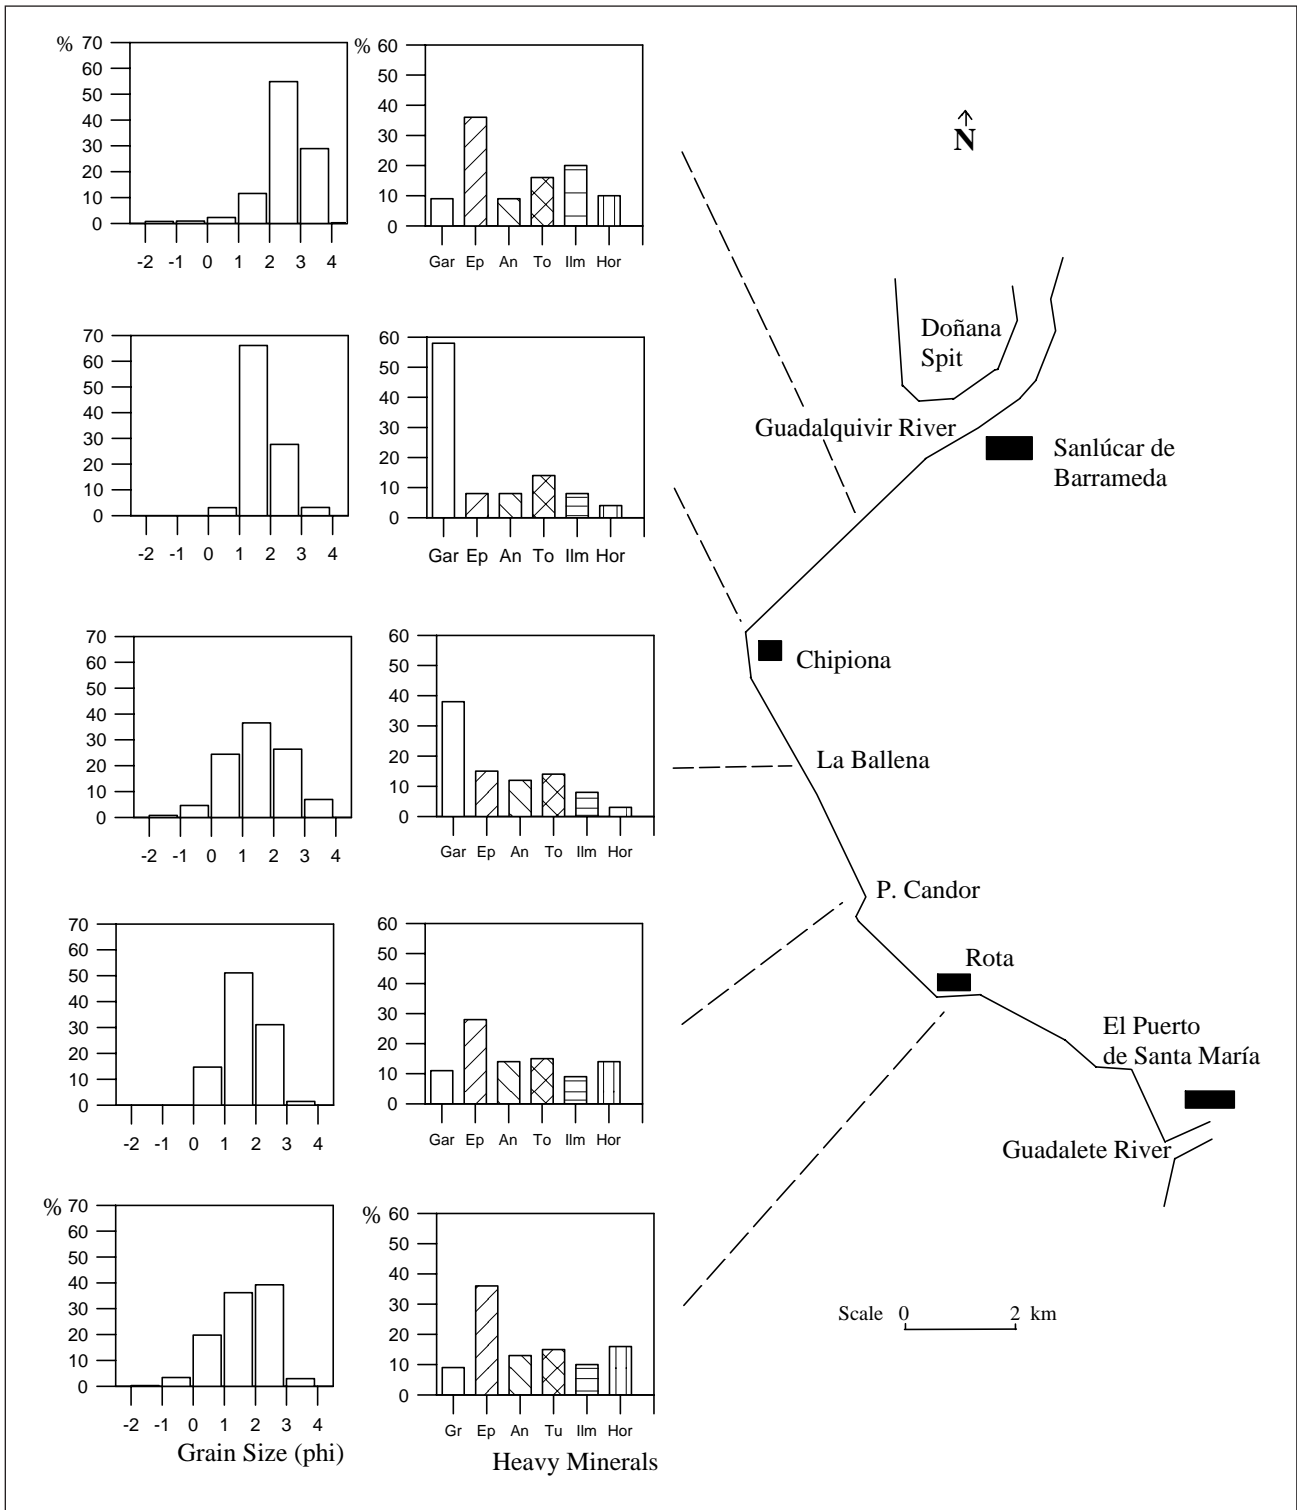 % 70
60
50
40
30
20
10
0
-2 -1 0 1 2 3 4
% 60
50
40
30
20
10
0
Gar Ep An To Ilm Hor
N
Doñana
Spit
Guadalquivir River
Sanlúcar de
Barrameda
70
60
50
40
30
20
10
0
-2 -1 0 1 2 3 4
60
50
40
30
20
10
0
Gar Ep An To Ilm Hor
Chipiona
70
60
50
40
30
20
10
0
-2 -1 0 1 2 3 4
60
50
40
30
20
10
0
Gar Ep An To Ilm Hor
La Ballena
P. Candor
70
60
50
40
30
20
10
0
-2 -1 0 1 2 3 4
60
50
40
30
20
10
0
Gar Ep An To Ilm Hor
Rota
El Puerto
de Santa María
Guadalete River
% 70
60
50
40
30
20
10
0
-2 -1 0 1 2 3 4
Grain Size (phi)
% 60
50
40
30
20
10
0
Gr Ep An Tu Ilm Hor
Heavy Minerals
Scale 0 2 km